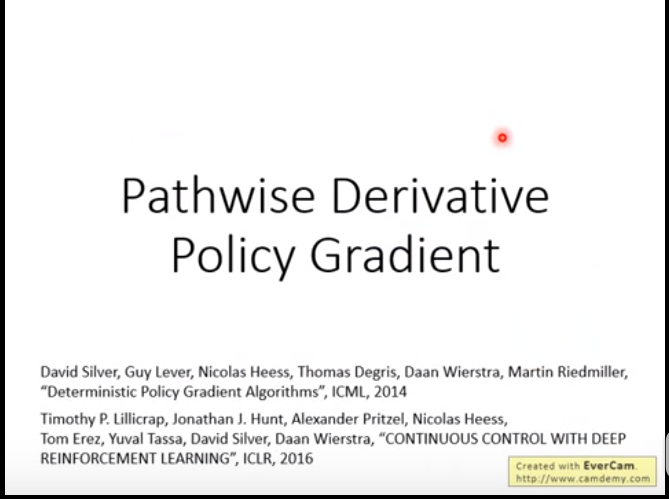 Pathwise Derivative
Policy Gradient
David Silver, Guy Lever, Nicolas Heess, Thomas Degris, Daan Wierstra, Martin Riedmiller,
“Deterministic Policy Gradient Algorithms”, ICML, 2014
Timothy P. Lillicrap, Jonathan J. Hunt, Alexander Pritzel, Nicolas Heess,
Tom Erez, Yuval Tassa, David Silver, Daan Wierstra, “CONTINUOUS CONTROL WITH DEEP
REINFORCEMENT LEARNING”, ICLR, 2016
Created with EverCam.
http://www.camdemy.com